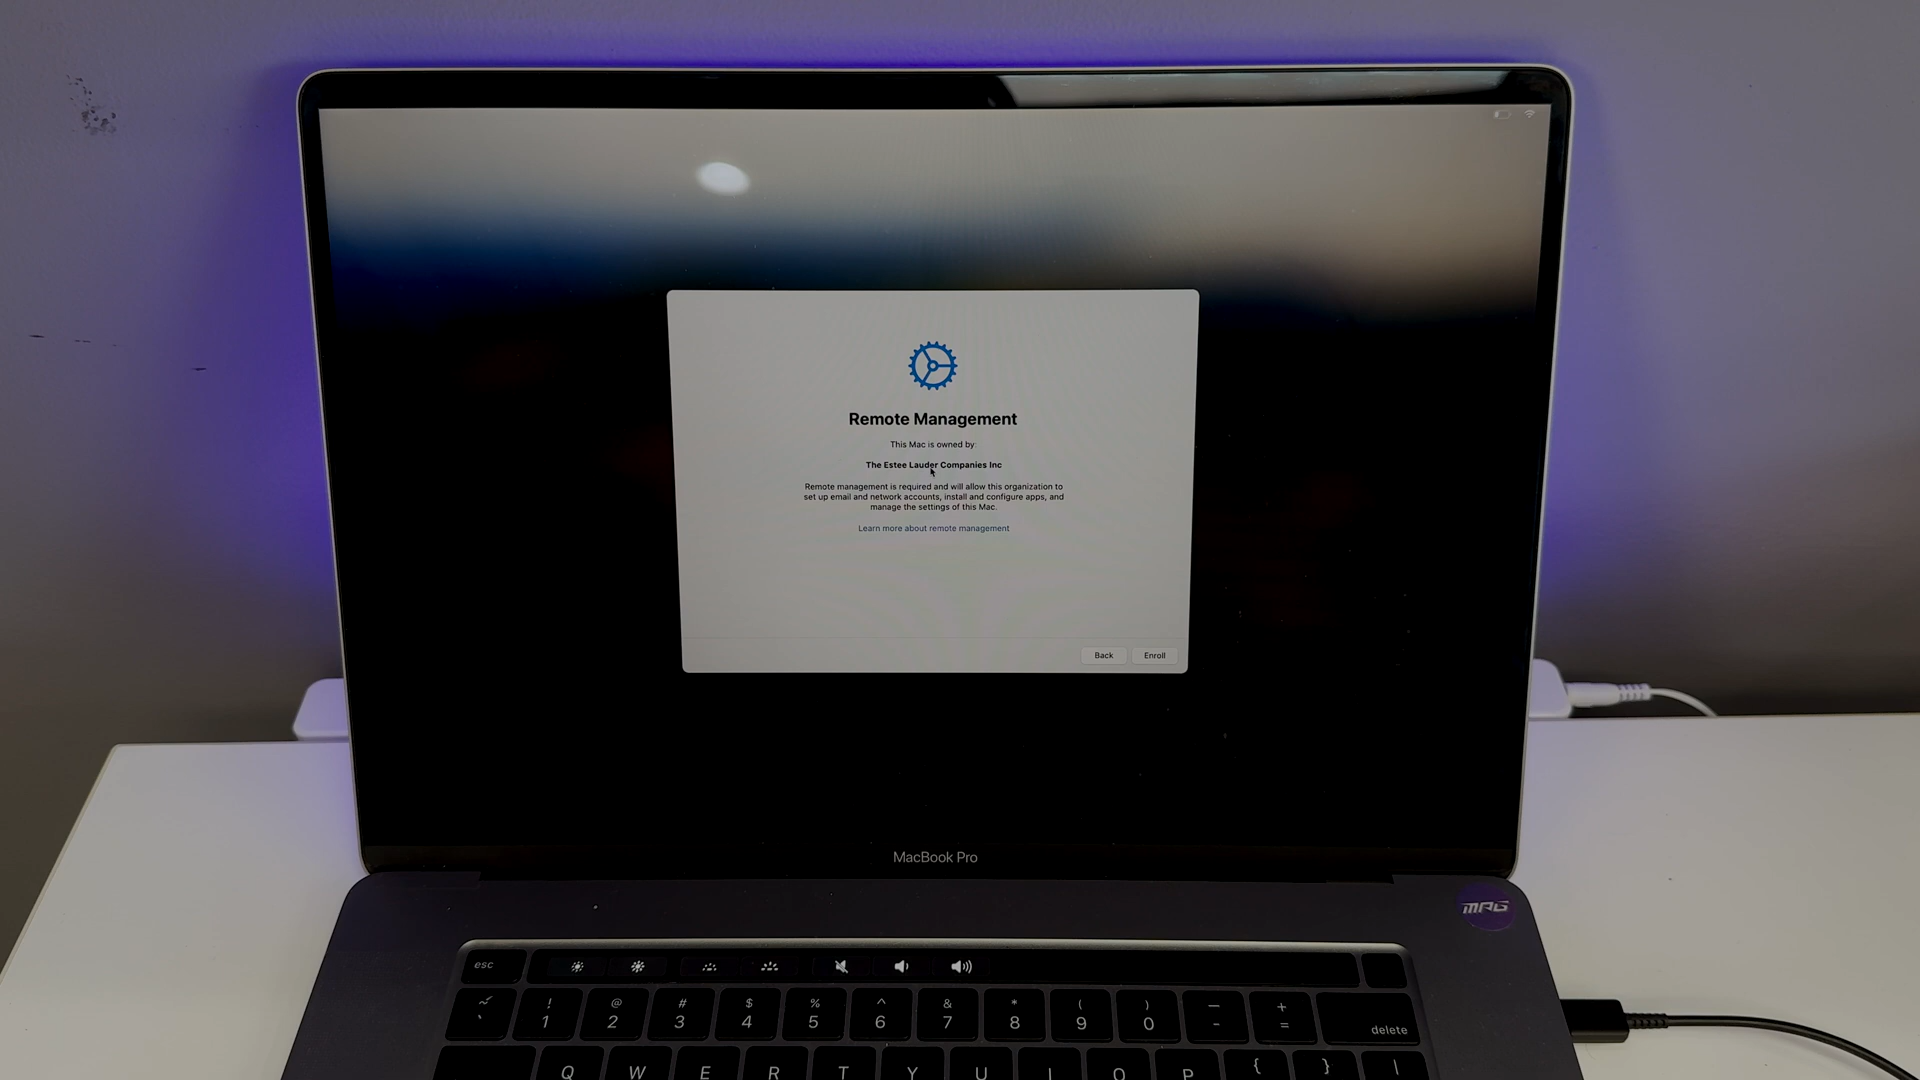 Remote Management
This Mac is owned by:
The Estee Lauder Companies Inc
Remote management is required and will allow this organization to
set up email and network accounts, install and configure apps, and
manage the settings of this Mac.
Learn more about remote management
Back Enroll
MacBook Pro
MPG
esc
~ ! @ # $ % ^ & * ( ) — +
` 1 2 3 4 5 6 7 8 9 0 - = delete
Q W E R T Y U I O P { } |